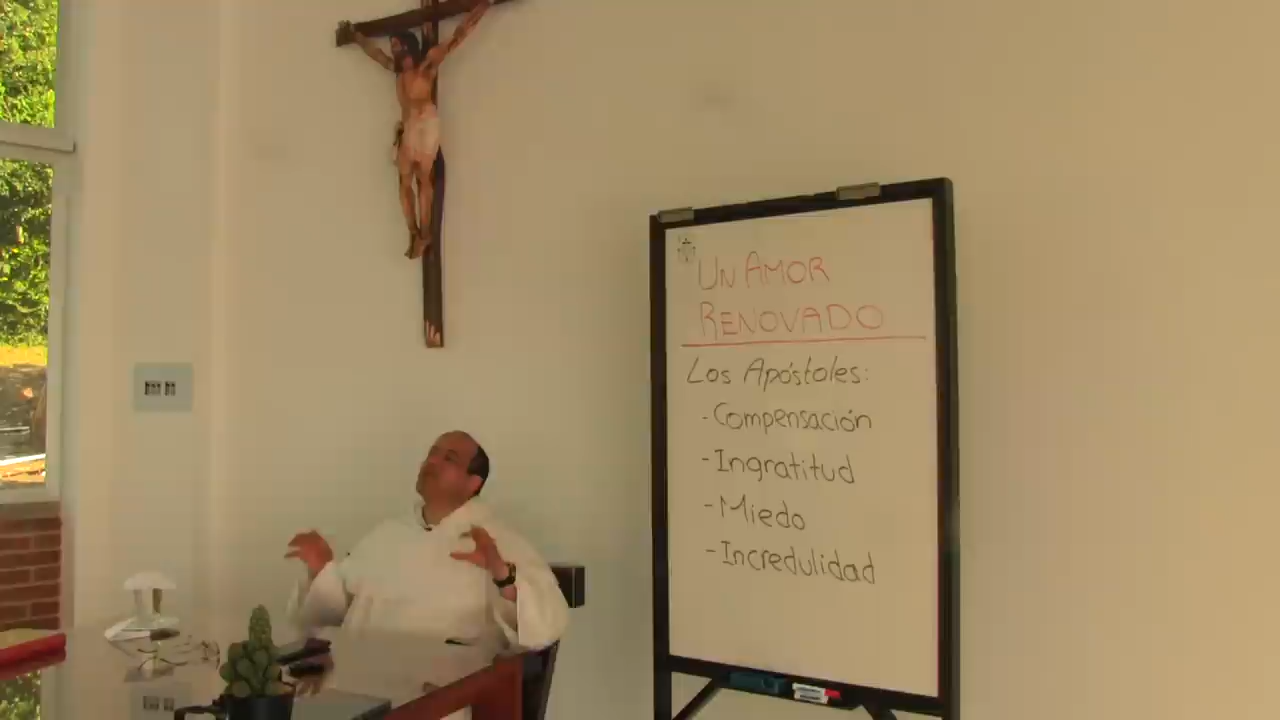 UN AMOR
RENOVADO
Los Apóstoles:
- Compensación
- Ingratitud
- Miedo
- Incredulidad